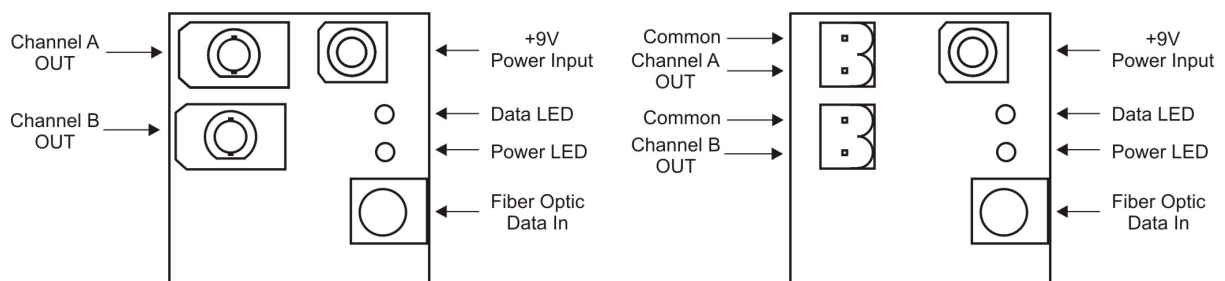 Channel A
OUT
Channel B
OUT
+9V
Power Input
Data LED
Power LED
Fiber Optic
Data In
Common
Channel A
OUT
Common
Channel B
OUT
+9V
Power Input
Data LED
Power LED
Fiber Optic
Data In